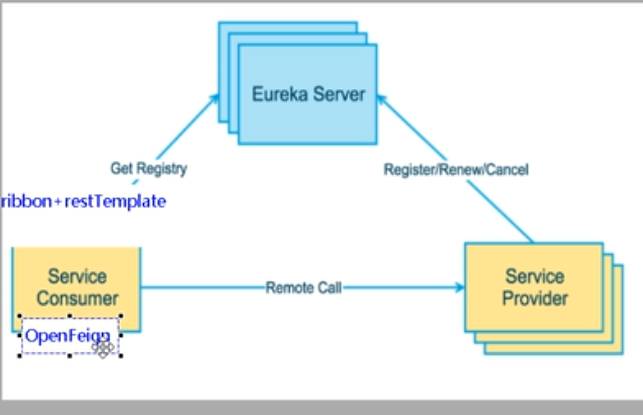 Eureka Server
Get Registry
Register/Renew/Cancel
ribbon+restTemplate
Service
Consumer
Remote Call
Service
Provider
OpenFeign